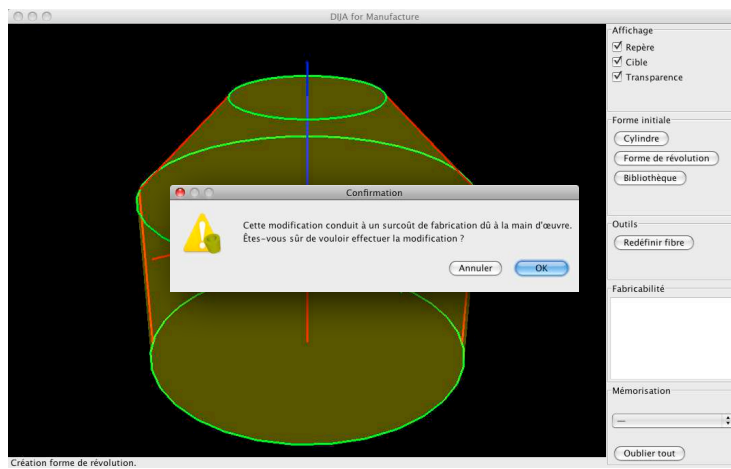 DIJA for Manufacture
Affichage
Repère
Cible
Transparence
Forme initiale
Cylindre
Forme de révolution
Bibliothèque
Confirmation
Cette modification conduit à un surcoût de fabrication dû à la main d'œuvre.
Êtes-vous sûr de vouloir effectuer la modification ?
Annuler
OK
Outils
Redéfinir fibre
Fabricabilité
Mémorisation
—
Oublier tout
Création forme de révolution.